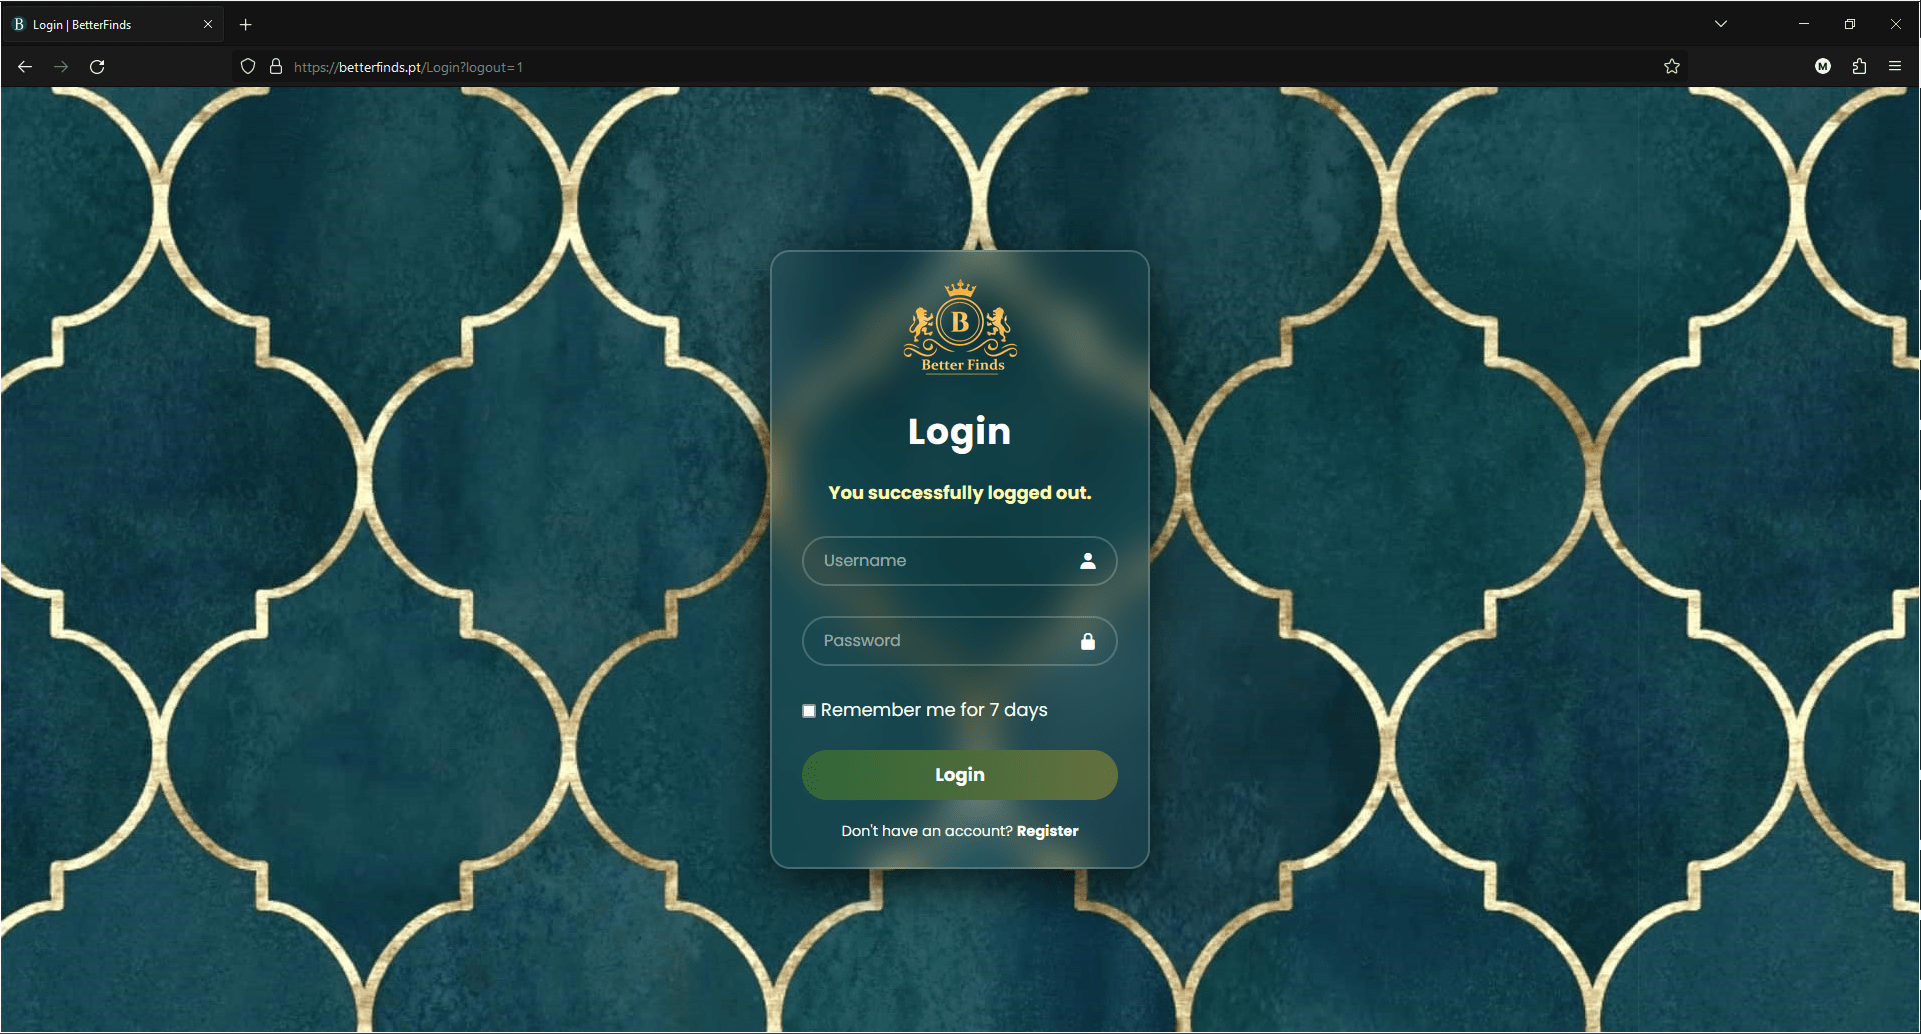 Login | BetterFinds
https://betterfinds.pt/Login?logout=1
M
B
Better Finds
Login
You successfully logged out.
Username
Password
Remember me for 7 days
Login
Don't have an account? Register